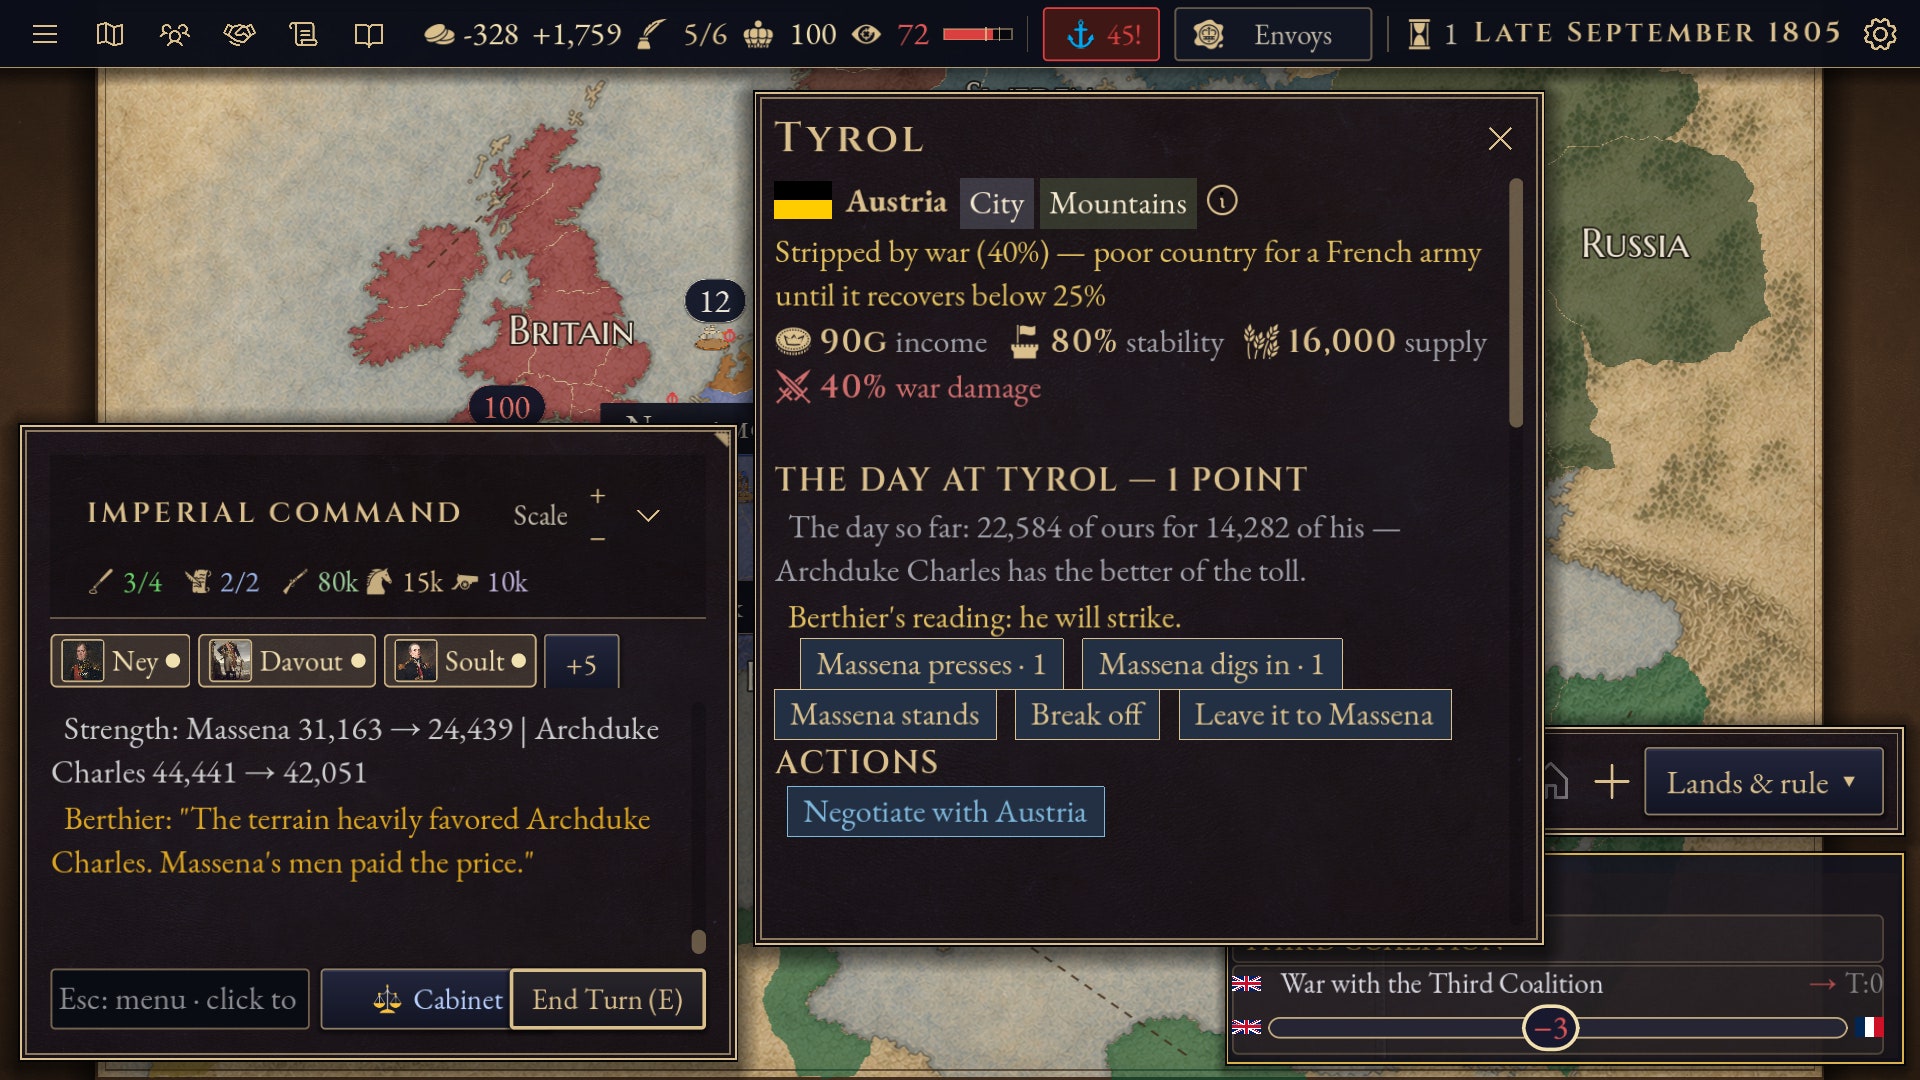 -328 +1,759 5/6 100 72 45! Envoys 1 Late September 1805
Tyrol
Austria City Mountains
Stripped by war (40%) — poor country for a French army
until it recovers below 25%
90G income 80% stability 16,000 supply
40% war damage
THE DAY AT TYROL — 1 POINT
The day so far: 22,584 of ours for 14,282 of his —
Archduke Charles has the better of the toll.
Berthier's reading: he will strike.
Massena presses · 1 Massena digs in · 1
Massena stands Break off Leave it to Massena
ACTIONS
Negotiate with Austria
Britain
Russia
12
100
IMPERIAL COMMAND Scale + −
3/4 2/2 80k 15k 10k
Ney Davout Soult +5
Strength: Massena 31,163 → 24,439 | Archduke
Charles 44,441 → 42,051
Berthier: "The terrain heavily favored Archduke
Charles. Massena's men paid the price."
Esc: menu · click to Cabinet End Turn (E)
+ Lands & rule ▼
War with the Third Coalition → T:0
−3